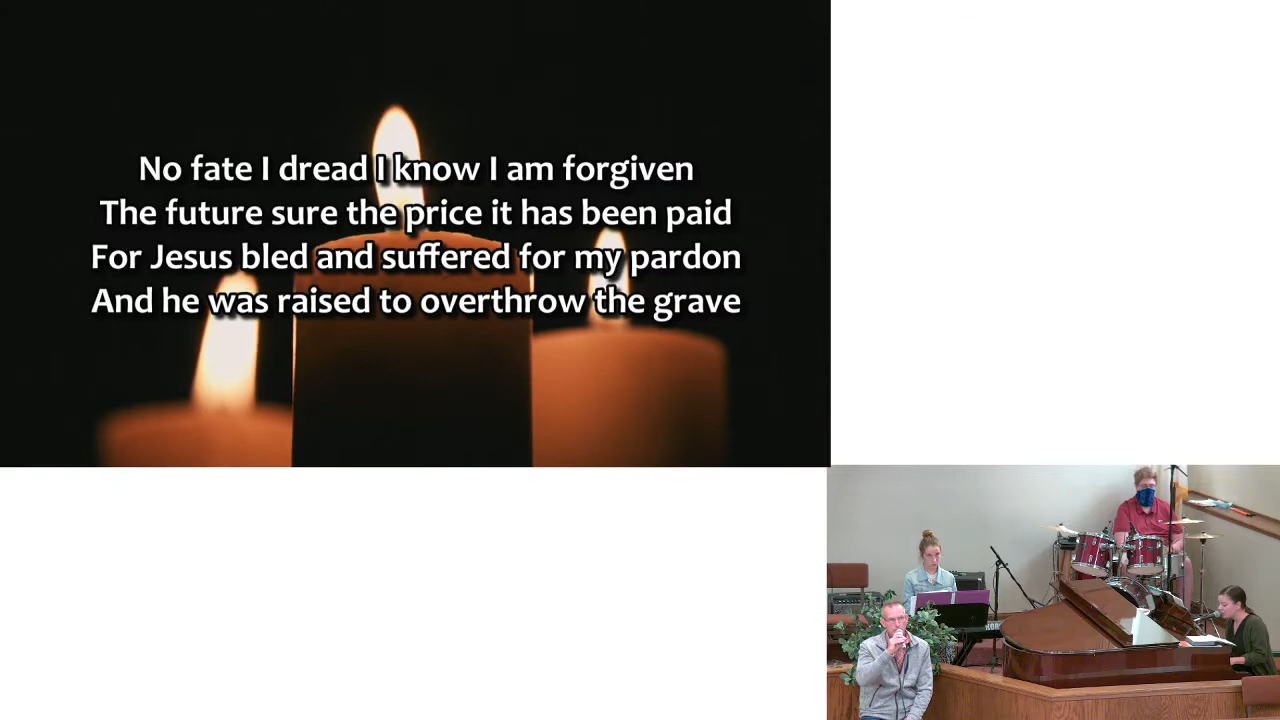 No fate I dread I know I am forgiven
The future sure the price it has been paid
For Jesus bled and suffered for my pardon
And he was raised to overthrow the grave